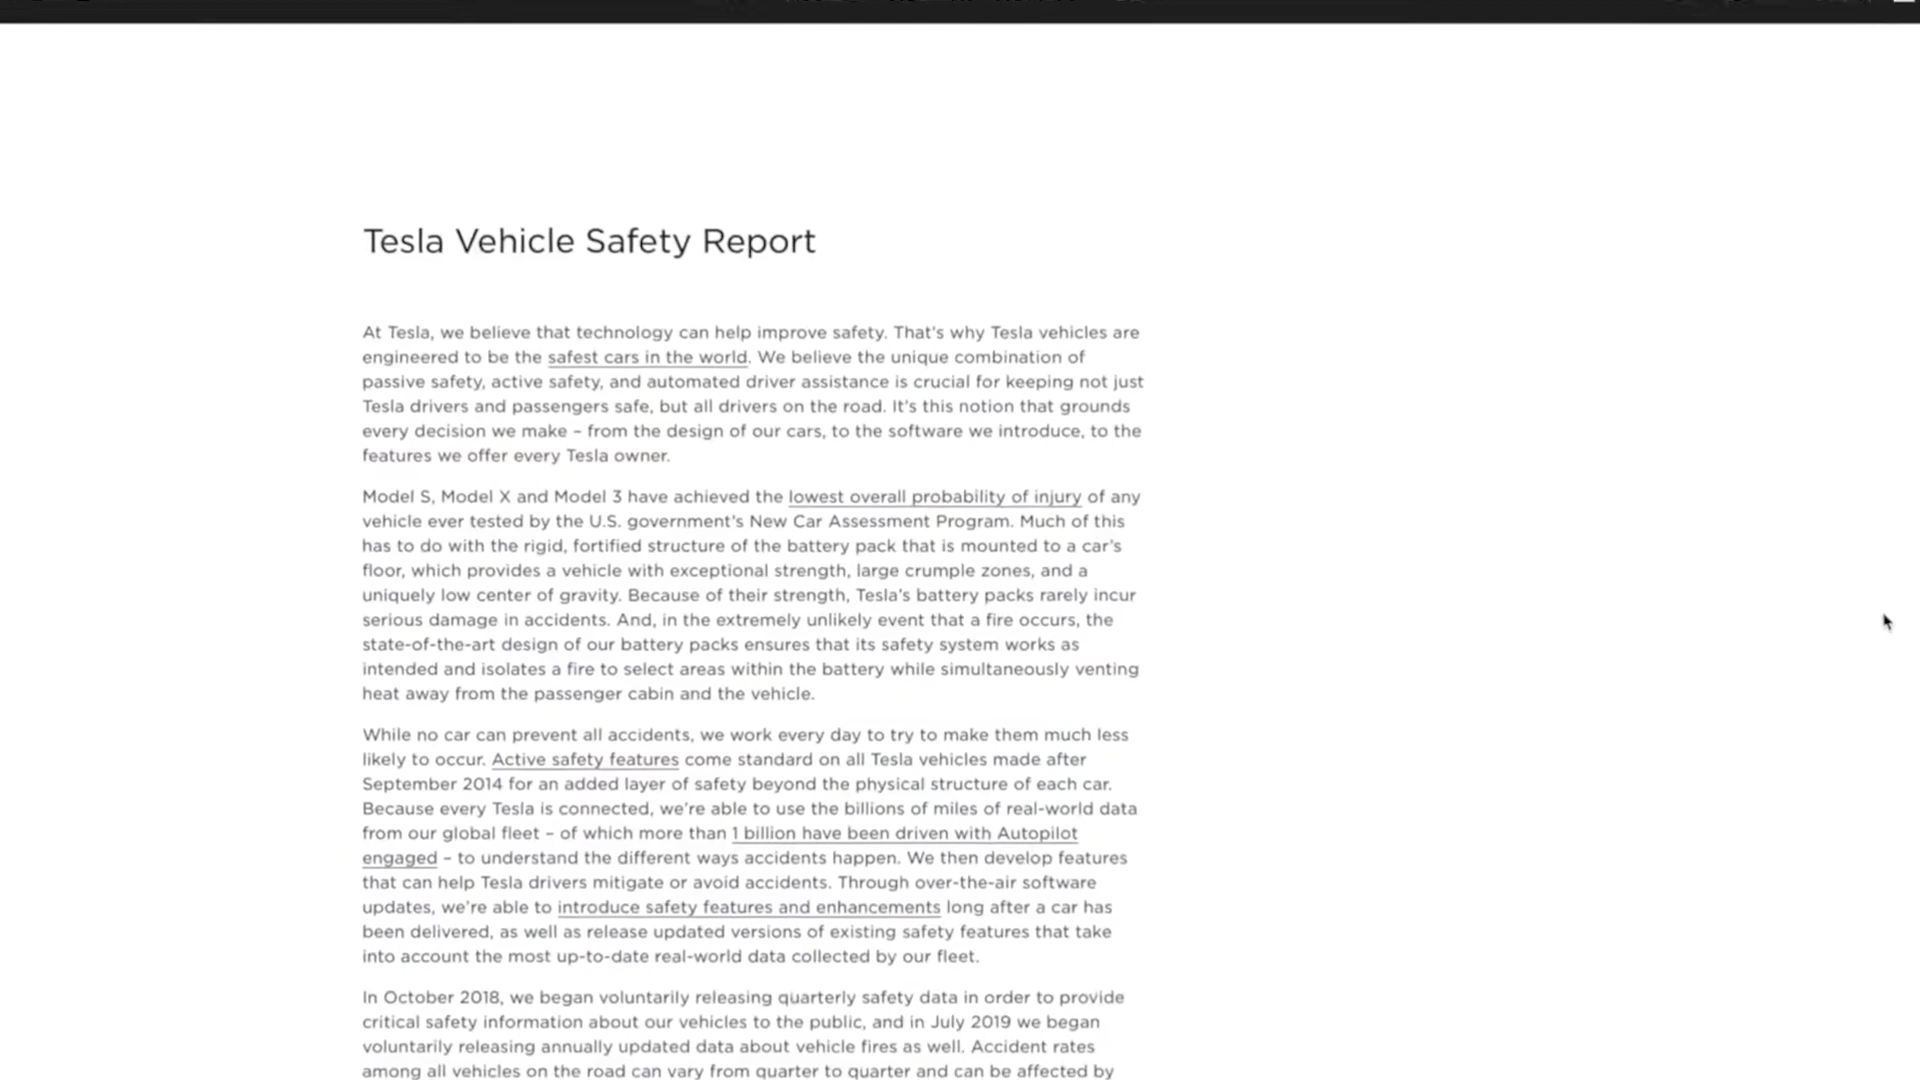 Tesla Vehicle Safety Report
At Tesla, we believe that technology can help improve safety. That’s why Tesla vehicles are
engineered to be the safest cars in the world. We believe the unique combination of
passive safety, active safety, and automated driver assistance is crucial for keeping not just
Tesla drivers and passengers safe, but all drivers on the road. It’s this notion that grounds
every decision we make – from the design of our cars, to the software we introduce, to the
features we offer every Tesla owner.
Model S, Model X and Model 3 have achieved the lowest overall probability of injury of any
vehicle ever tested by the U.S. government’s New Car Assessment Program. Much of this
has to do with the rigid, fortified structure of the battery pack that is mounted to a car’s
floor, which provides a vehicle with exceptional strength, large crumple zones, and a
uniquely low center of gravity. Because of their strength, Tesla’s battery packs rarely incur
serious damage in accidents. And, in the extremely unlikely event that a fire occurs, the
state-of-the-art design of our battery packs ensures that its safety system works as
intended and isolates a fire to select areas within the battery while simultaneously venting
heat away from the passenger cabin and the vehicle.
While no car can prevent all accidents, we work every day to try to make them much less
likely to occur. Active safety features come standard on all Tesla vehicles made after
September 2014 for an added layer of safety beyond the physical structure of each car.
Because every Tesla is connected, we’re able to use the billions of miles of real-world data
from our global fleet – of which more than 1 billion have been driven with Autopilot
engaged – to understand the different ways accidents happen. We then develop features
that can help Tesla drivers mitigate or avoid accidents. Through over-the-air software
updates, we’re able to introduce safety features and enhancements long after a car has
been delivered, as well as release updated versions of existing safety features that take
into account the most up-to-date real-world data collected by our fleet.
In October 2018, we began voluntarily releasing quarterly safety data in order to provide
critical safety information about our vehicles to the public, and in July 2019 we began
voluntarily releasing annually updated data about vehicle fires as well. Accident rates
among all vehicles on the road can vary from quarter to quarter and can be affected by